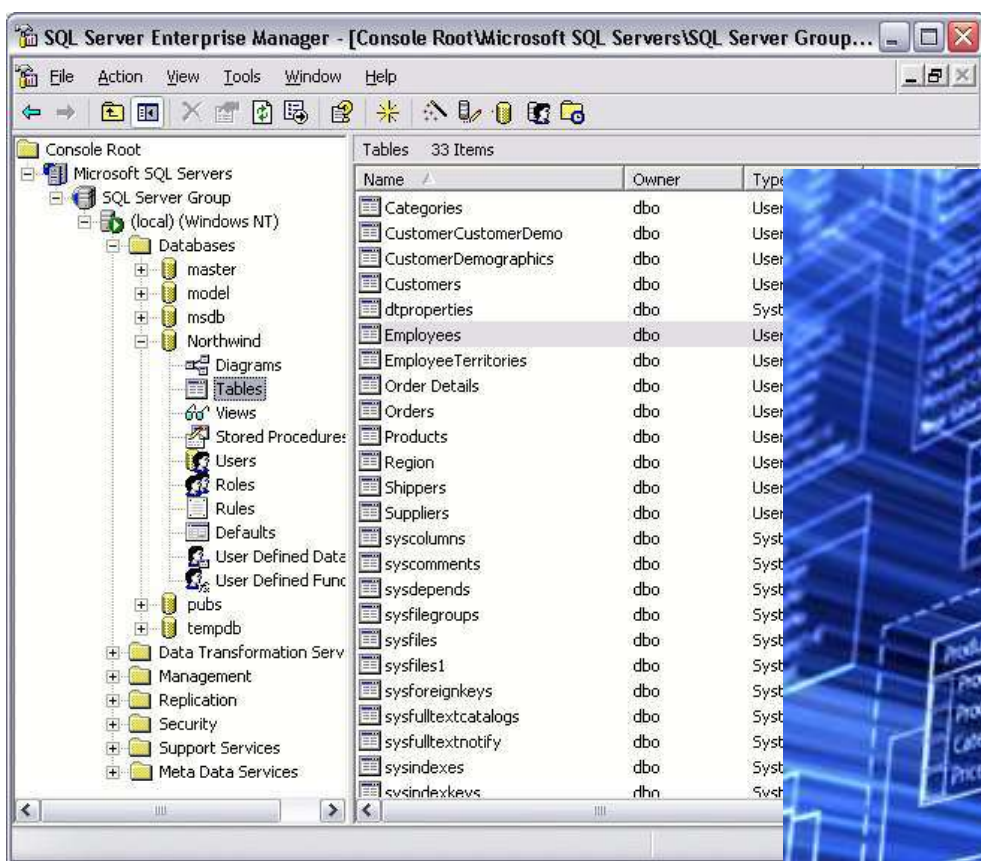 SQL Server Enterprise Manager - [Console Root\Microsoft SQL Servers\SQL Server Group...
File Action View Tools Window Help
Console Root
Microsoft SQL Servers
SQL Server Group
(local) (Windows NT)
Databases
master
model
msdb
Northwind
Diagrams
Tables
Views
Stored Procedures
Users
Roles
Rules
Defaults
User Defined Data
User Defined Func
pubs
tempdb
Data Transformation Serv
Management
Replication
Security
Support Services
Meta Data Services
Tables 33 Items
Name Owner Type
Categories dbo User
CustomerCustomerDemo dbo User
CustomerDemographics dbo User
Customers dbo User
dtproperties dbo Syst
Employees dbo User
EmployeeTerritories dbo User
Order Details dbo User
Orders dbo User
Products dbo User
Region dbo User
Shippers dbo User
Suppliers dbo User
syscolumns dbo Syst
syscomments dbo Syst
sysdepends dbo Syst
sysfilegroups dbo Syst
sysfiles dbo Syst
sysfiles1 dbo Syst
sysforeignkeys dbo Syst
sysfulltextcatalogs dbo Syst
sysfulltextnotify dbo Syst
sysindexes dbo Syst
sysindexkeys dbo Syst